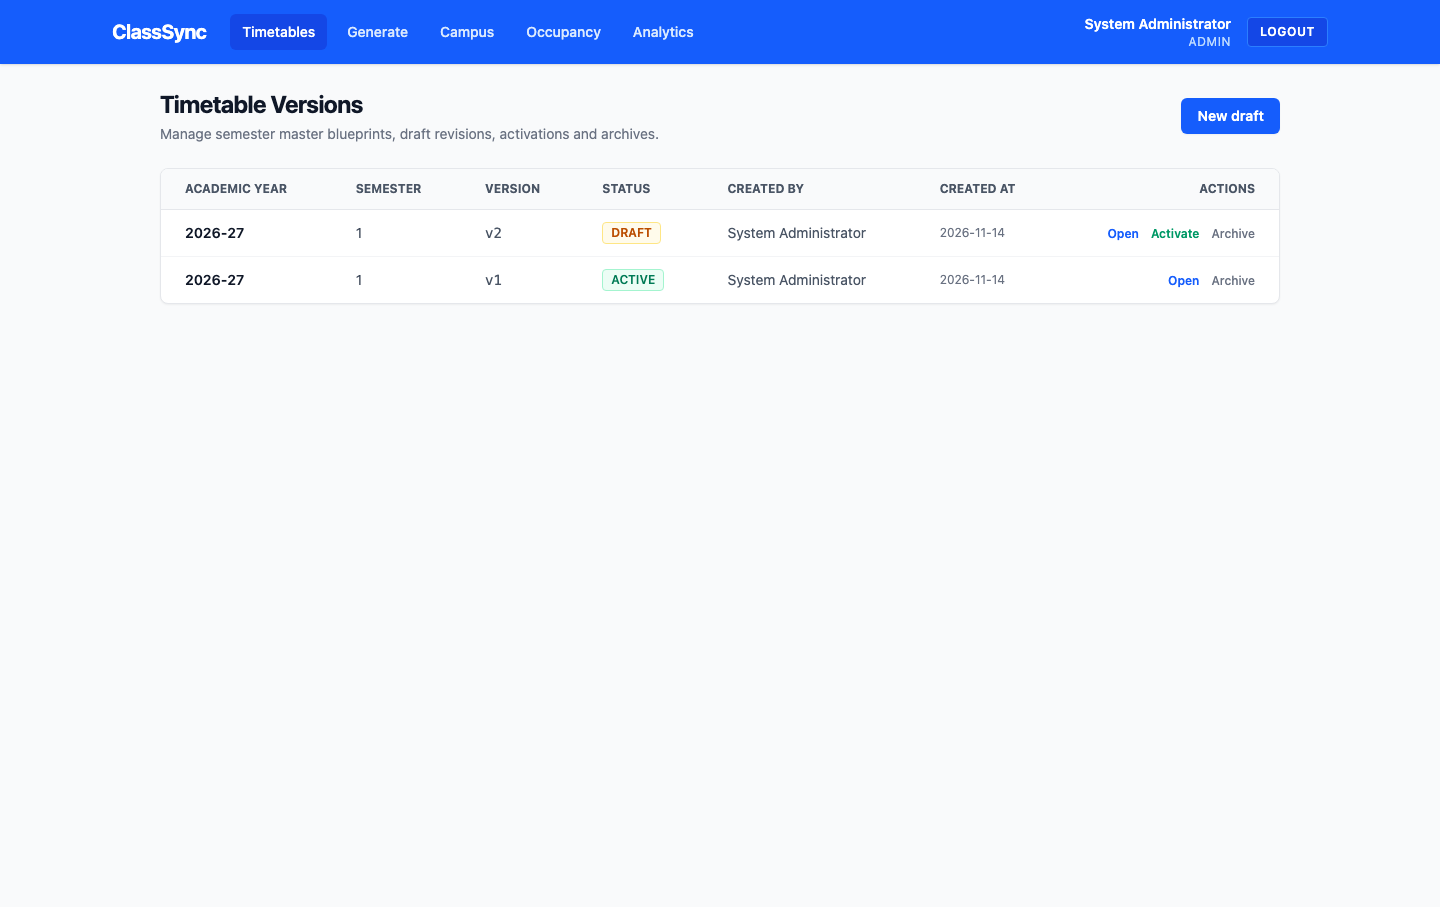 ClassSync Timetables Generate Campus Occupancy Analytics System Administrator LOGOUT
ADMIN
Timetable Versions
New draft
Manage semester master blueprints, draft revisions, activations and archives.
ACADEMIC YEAR SEMESTER VERSION STATUS CREATED BY CREATED AT ACTIONS
2026-27 1 v2 DRAFT System Administrator 2026-11-14 Open Activate Archive
2026-27 1 v1 ACTIVE System Administrator 2026-11-14 Open Archive